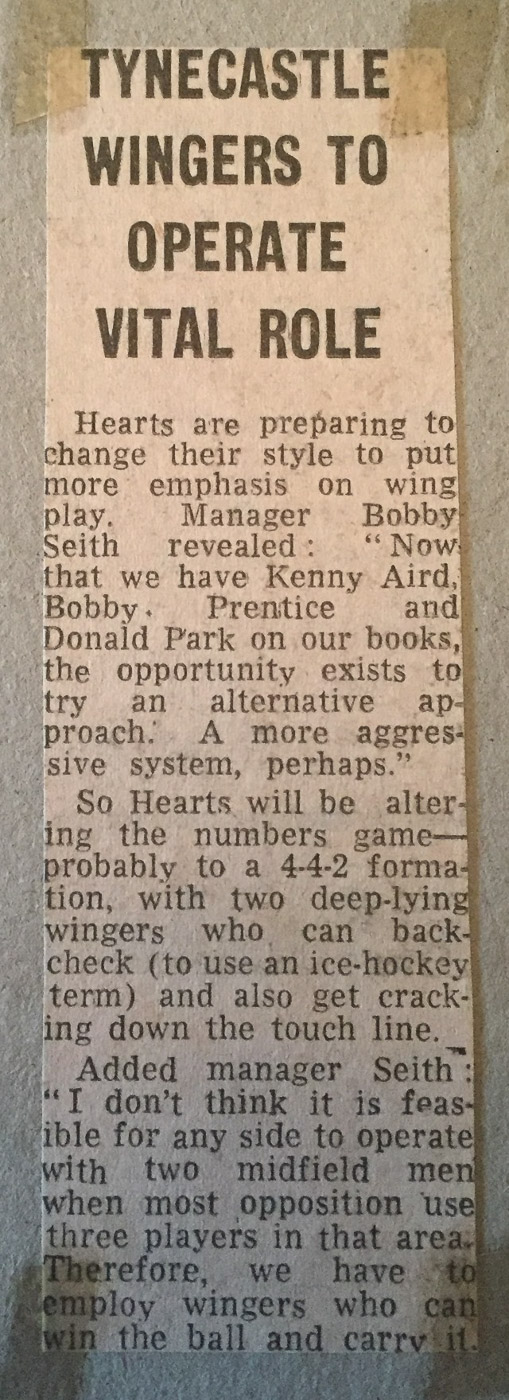 TYNECASTLE
WINGERS TO
OPERATE
VITAL ROLE
Hearts are preparing to
change their style to put
more emphasis on wing
play. Manager Bobby
Seith revealed: “Now
that we have Kenny Aird,
Bobby Prentice and
Donald Park on our books,
the opportunity exists to
try an alternative ap-
proach. A more aggres-
sive system, perhaps.”
So Hearts will be alter-
ing the numbers game—
probably to a 4-4-2 forma-
tion, with two deep-lying
wingers who can back-
check (to use an ice-hockey
term) and also get crack-
ing down the touch line.
Added manager Seith:
“I don't think it is feas-
ible for any side to operate
with two midfield men
when most opposition use
three players in that area.
Therefore, we have to
employ wingers who can
win the ball and carry it.